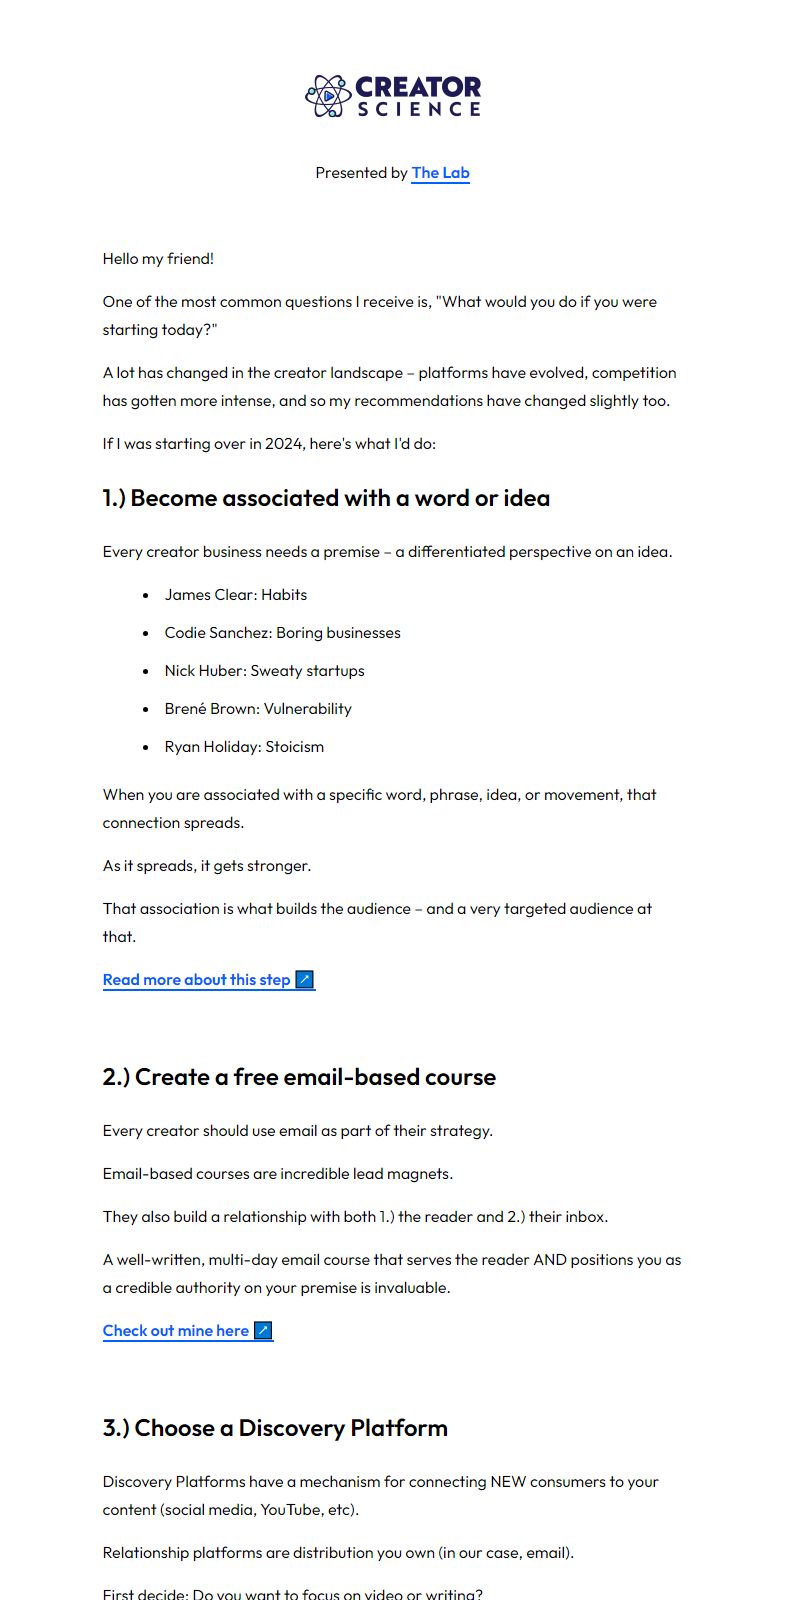 CREATOR
SCIENCE
Presented by The Lab
Hello my friend!
One of the most common questions I receive is, "What would you do if you were
starting today?"
A lot has changed in the creator landscape – platforms have evolved, competition
has gotten more intense, and so my recommendations have changed slightly too.
If I was starting over in 2024, here's what I'd do:
1.) Become associated with a word or idea
Every creator business needs a premise – a differentiated perspective on an idea.
• James Clear: Habits
• Codie Sanchez: Boring businesses
• Nick Huber: Sweaty startups
• Brené Brown: Vulnerability
• Ryan Holiday: Stoicism
When you are associated with a specific word, phrase, idea, or movement, that
connection spreads.
As it spreads, it gets stronger.
That association is what builds the audience – and a very targeted audience at
that.
Read more about this step ↗
2.) Create a free email-based course
Every creator should use email as part of their strategy.
Email-based courses are incredible lead magnets.
They also build a relationship with both 1.) the reader and 2.) their inbox.
A well-written, multi-day email course that serves the reader AND positions you as
a credible authority on your premise is invaluable.
Check out mine here ↗
3.) Choose a Discovery Platform
Discovery Platforms have a mechanism for connecting NEW consumers to your
content (social media, YouTube, etc).
Relationship platforms are distribution you own (in our case, email).
First decide: Do you want to focus on video or writing?